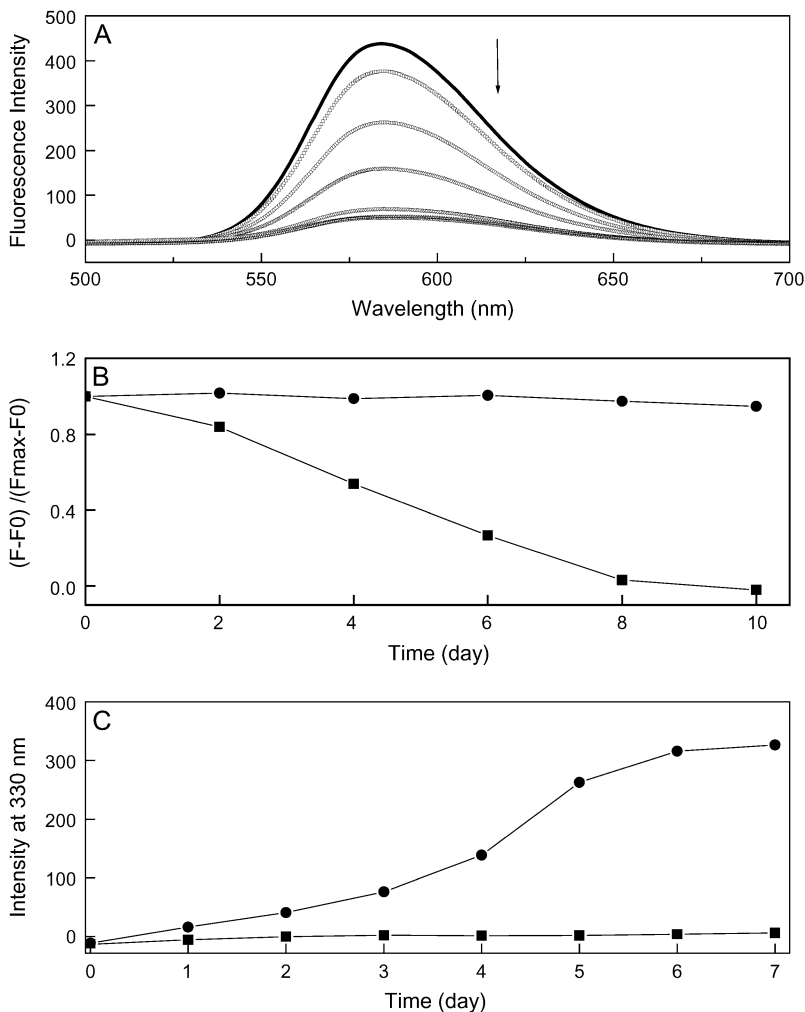 A
500
400
300
200
100
0
Fluorescence Intensity
500 550 600 650 700
Wavelength (nm)
B
1.2
0.8
0.4
0.0
(F-F0) /(Fmax-F0)
0 2 4 6 8 10
Time (day)
C
400
300
200
100
0
Intensity at 330 nm
0 1 2 3 4 5 6 7
Time (day)